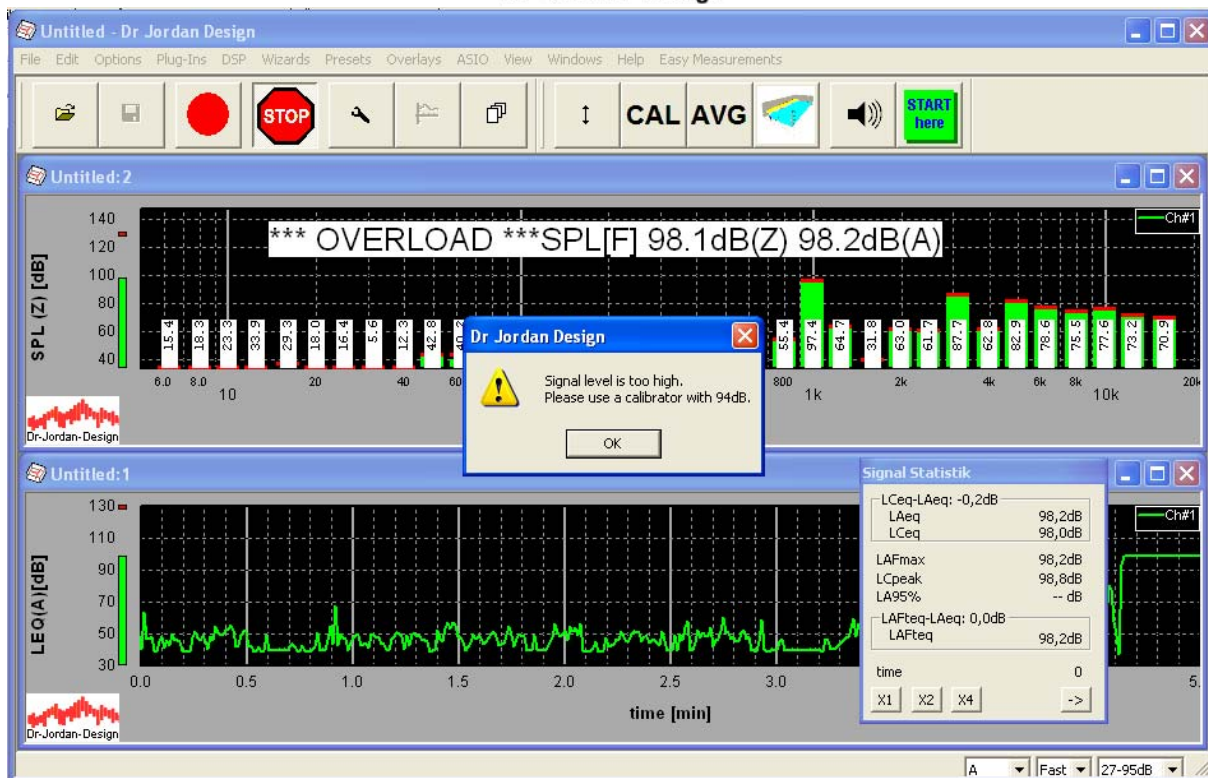 Untitled - Dr Jordan Design
File Edit Options Plug-Ins DSP Wizards Presets Overlays ASIO View Windows Help Easy Measurements
STOP CAL AVG START here
Untitled:2
*** OVERLOAD ***SPL[F] 98.1dB(Z) 98.2dB(A)
Ch#1
SPL (Z) [dB]
140
120
100
80
60
40
15.4 18.3 23.3 33.9 29.3 18.0 16.4 5.6 12.3 42.8 55.4 97.4 64.7 31.8 63.0 61.7 87.7 62.8 82.9 78.6 75.5 77.6 73.2 70.9
6.0 8.0 10 20 40 60 800 1k 2k 4k 6k 8k 10k
Dr-Jordan-Design
Dr Jordan Design
Signal level is too high.
Please use a calibrator with 94dB.
OK
Untitled:1
Ch#1
LEQ(A)[dB]
130
110
90
70
50
30
0.0 0.5 1.0 1.5 2.0 2.5 3.0
time [min]
Dr-Jordan-Design
Signal Statistik
LCeq-LAeq: -0,2dB
LAeq 98,2dB
LCeq 98,0dB
LAFmax 98,2dB
LCpeak 98,8dB
LA95% -- dB
LAFteq-LAeq: 0,0dB
LAFteq 98,2dB
time 0
X1 X2 X4 ->
A Fast 27-95dB